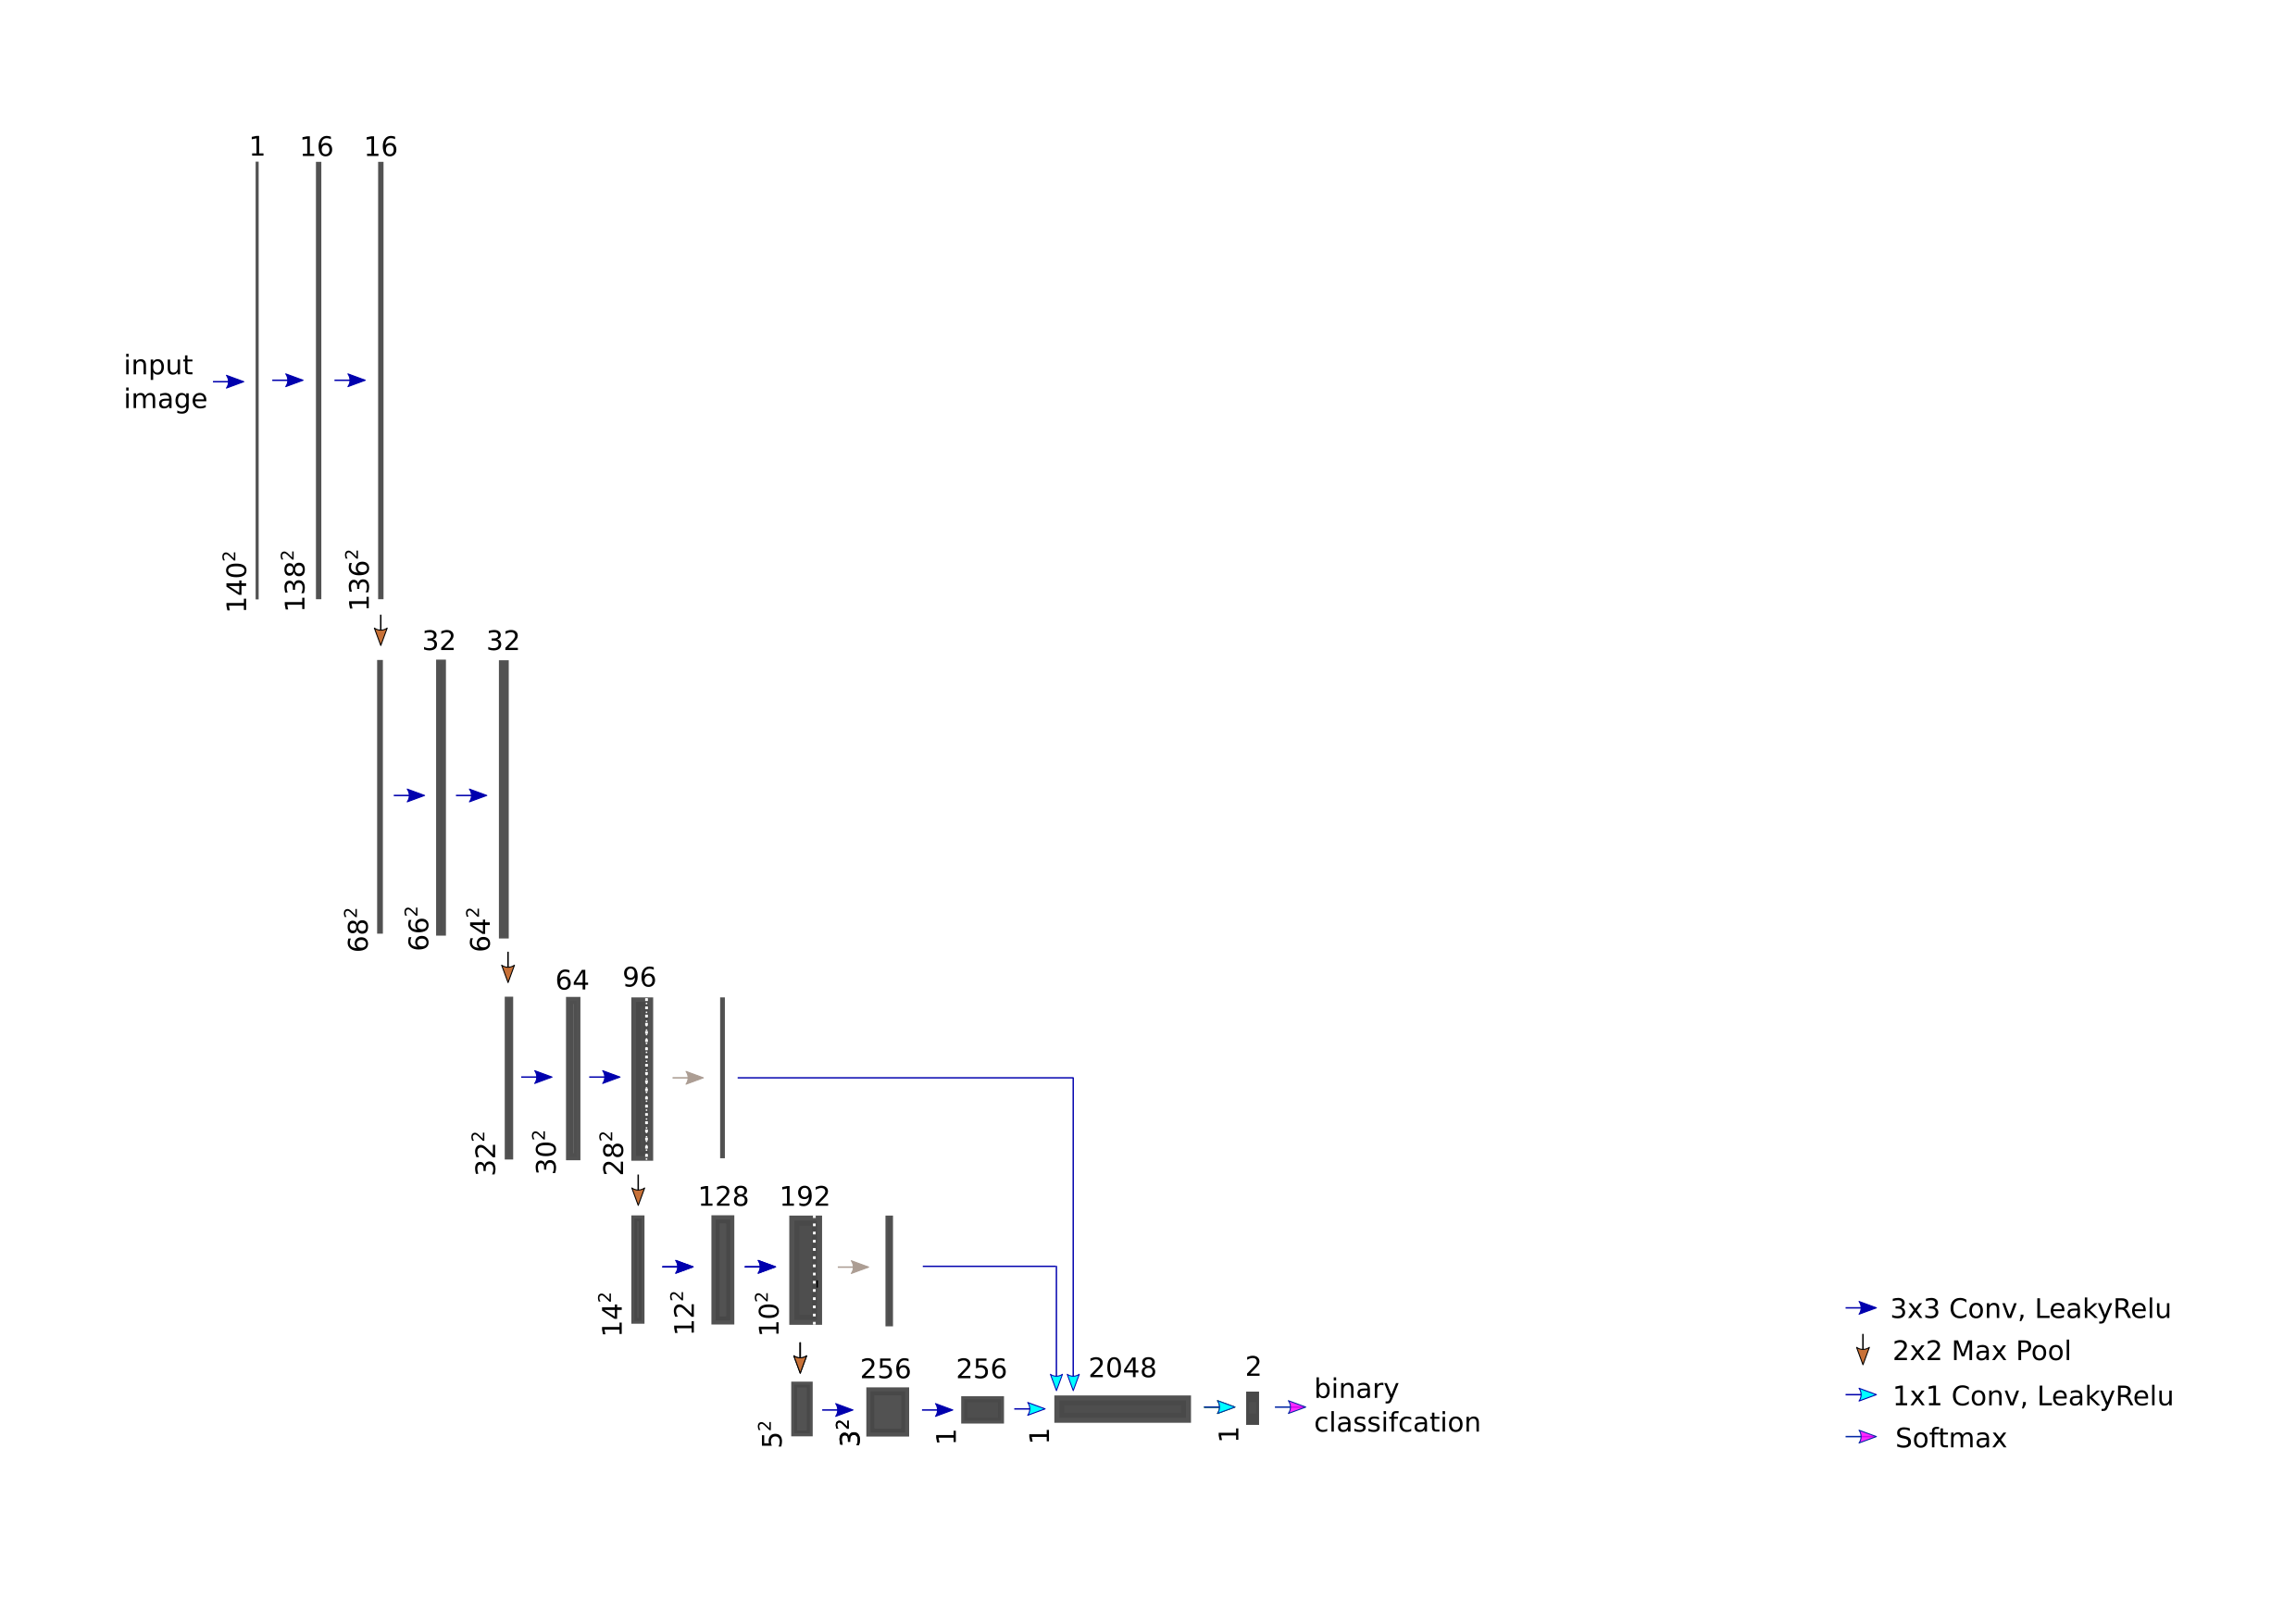 1 16 16
input
image
140² 138² 136²
32 32
68² 66² 64²
64 96
32² 30² 28²
128 192
14² 12² 10²
256 256 2048 2
5² 3² 1 1 1
binary
classifcation
3x3 Conv, LeakyRelu
2x2 Max Pool
1x1 Conv, LeakyRelu
Softmax